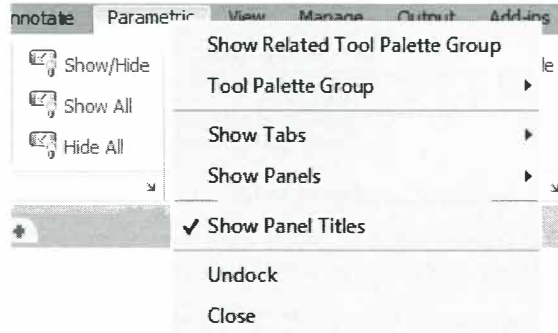 nnotate Parametric View Manage Output Add-ins
Show/Hide
Show All
Hide All
Show Related Tool Palette Group
Tool Palette Group
Show Tabs
Show Panels
Show Panel Titles
Undock
Close
le